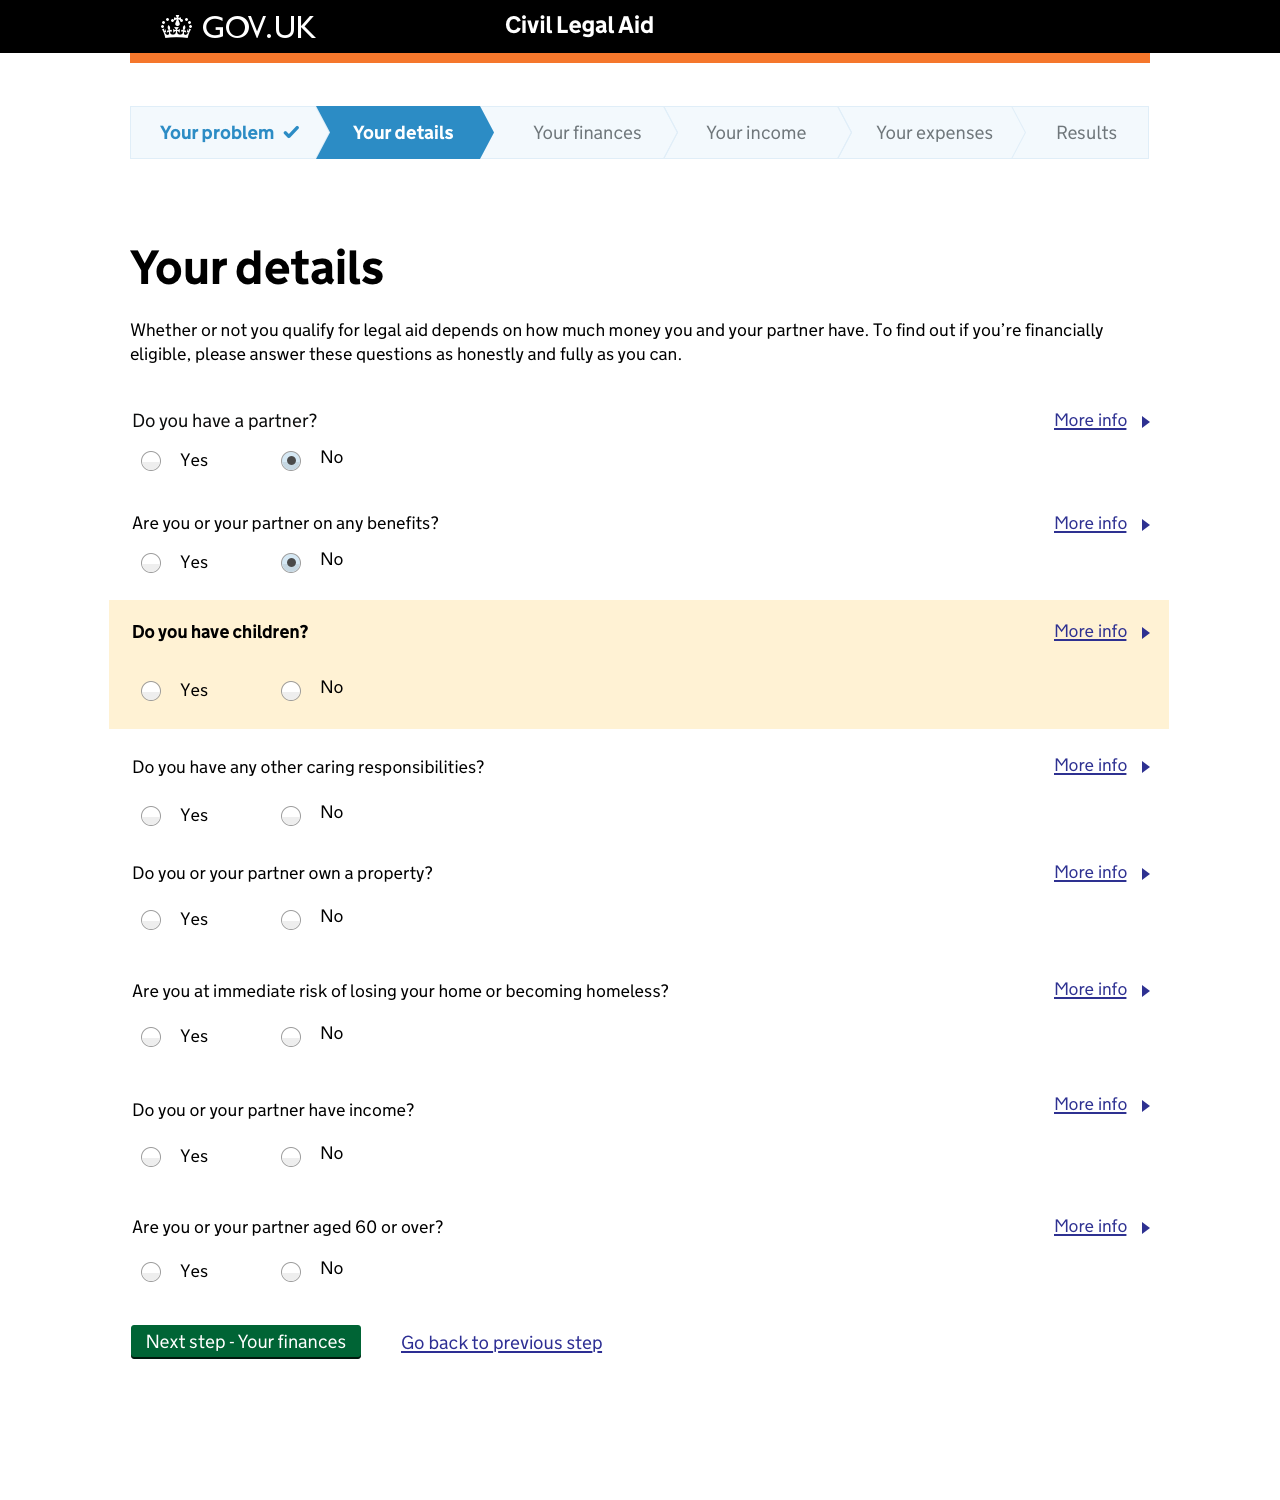 GOV.UK
Civil Legal Aid
Your problem
Your details
Your finances
Your income
Your expenses
Results
Your details
Whether or not you qualify for legal aid depends on how much money you and your partner have. To find out if you’re financially
eligible, please answer these questions as honestly and fully as you can.
Do you have a partner?
More info
Yes
No
Are you or your partner on any benefits?
More info
Yes
No
Do you have children?
More info
Yes
No
Do you have any other caring responsibilities?
More info
Yes
No
Do you or your partner own a property?
More info
Yes
No
Are you at immediate risk of losing your home or becoming homeless?
More info
Yes
No
Do you or your partner have income?
More info
Yes
No
Are you or your partner aged 60 or over?
More info
Yes
No
Next step - Your finances
Go back to previous step